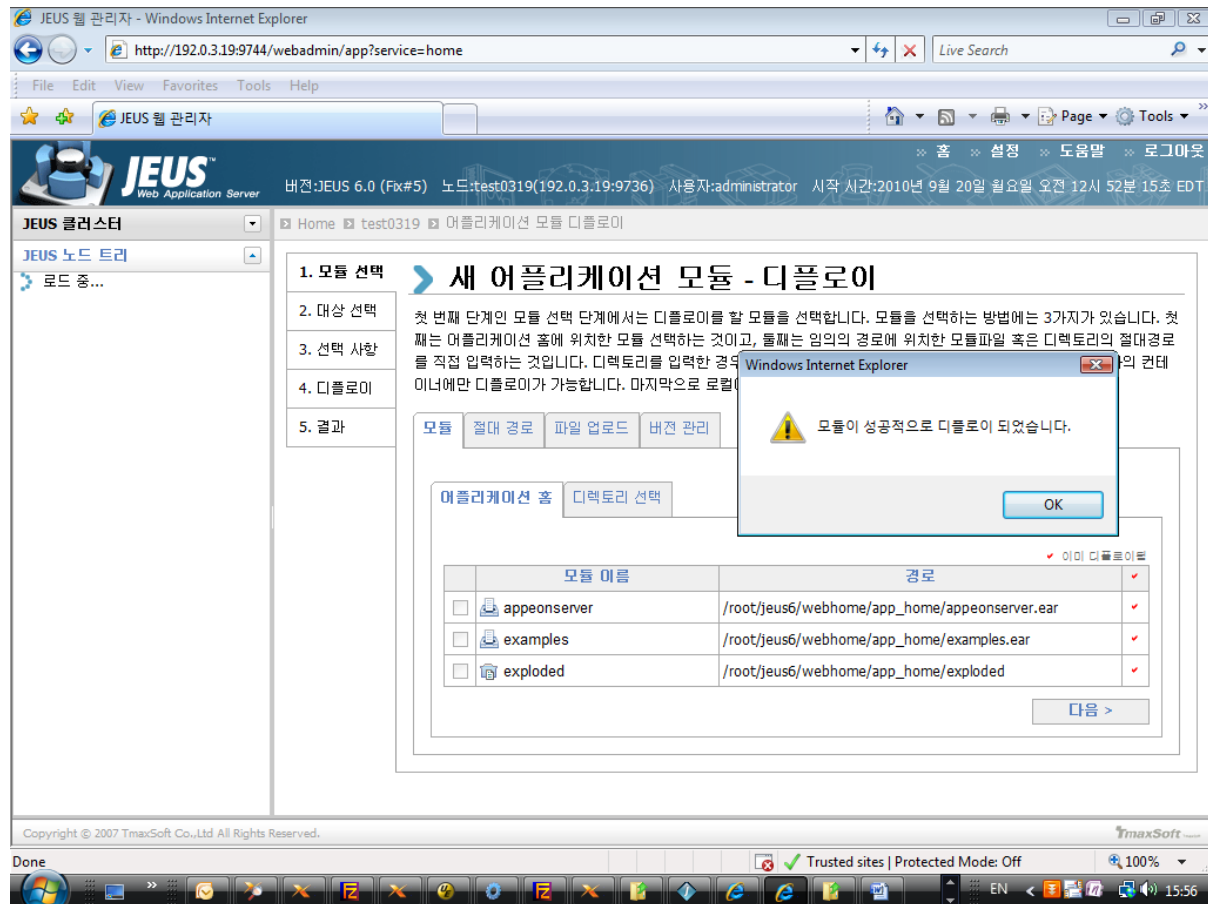 JEUS 웹 관리자 - Windows Internet Explorer
http://192.0.3.19:9744/webadmin/app?service=home
Live Search
File Edit View Favorites Tools Help
JEUS 웹 관리자
Page Tools
JEUS™
Web Application Server
» 홈 » 설정 » 도움말 » 로그아웃
버전:JEUS 6.0 (Fix#5) 노드:test0319(192.0.3.19:9736) 사용자:administrator 시작 시간:2010년 9월 20일 월요일 오전 12시 52분 15초 EDT
JEUS 클러스터
Home test0319 어플리케이션 모듈 디플로이
JEUS 노드 트리
로드 중...
1. 모듈 선택
2. 대상 선택
3. 선택 사항
4. 디플로이
5. 결과
새 어플리케이션 모듈 - 디플로이
첫 번째 단계인 모듈 선택 단계에서는 디플로이를 할 모듈을 선택합니다. 모듈을 선택하는 방법에는 3가지가 있습니다. 첫
째는 어플리케이션 홈에 위치한 모듈 선택하는 것이고, 둘째는 임의의 경로에 위치한 모듈파일 혹은 디렉토리의 절대경로
를 직접 입력하는 것입니다. 디렉토리를 입력한 경우 컨테
이너에만 디플로이가 가능합니다. 마지막으로
Windows Internet Explorer
모듈이 성공적으로 디플로이 되었습니다.
OK
모듈 절대 경로 파일 업로드 버전 관리
어플리케이션 홈 디렉토리 선택
✔ 이미 디플로이됨
모듈 이름 경로 ✔
appeonserver /root/jeus6/webhome/app_home/appeonserver.ear ✔
examples /root/jeus6/webhome/app_home/examples.ear ✔
exploded /root/jeus6/webhome/app_home/exploded ✔
다음 >
Copyright © 2007 TmaxSoft Co.,Ltd All Rights Reserved.
TmaxSoft
Done
Trusted sites | Protected Mode: Off
100%
EN
15:56